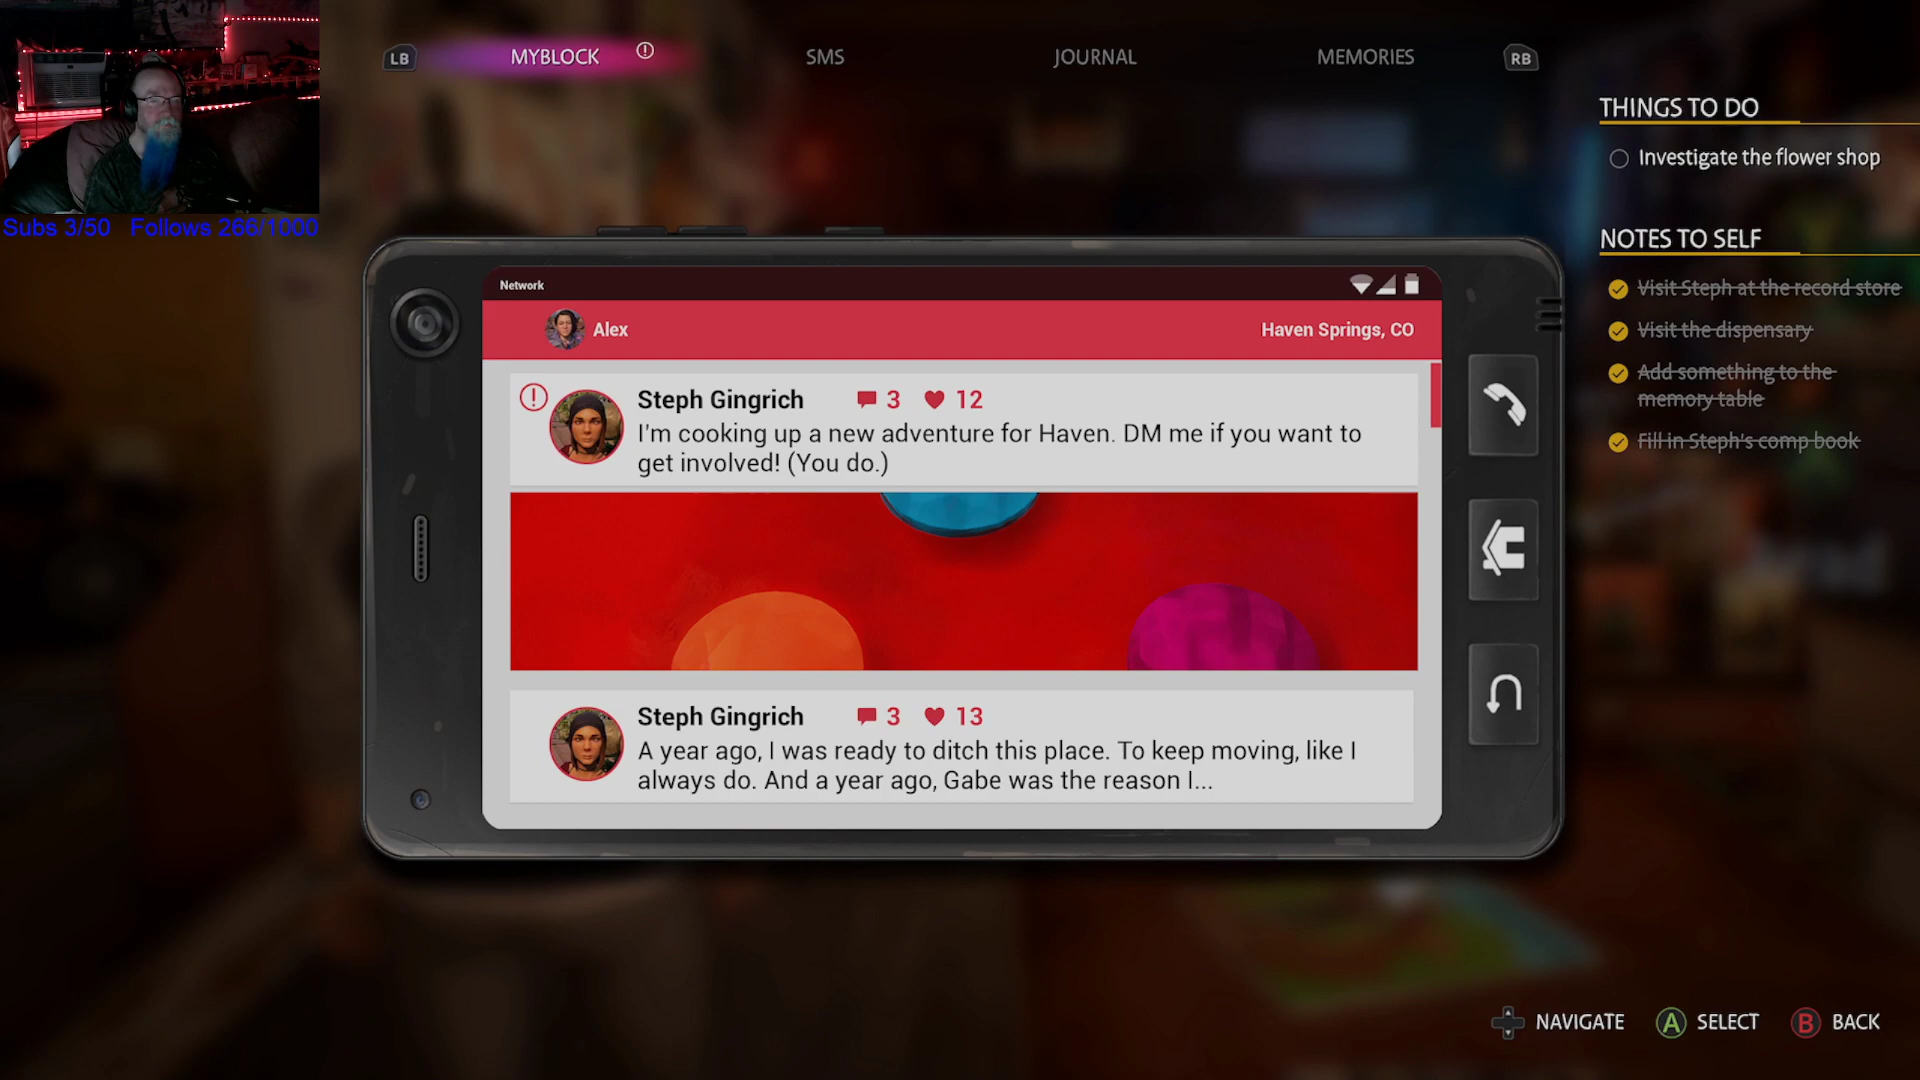 LB
MYBLOCK
SMS
JOURNAL
MEMORIES
RB
Subs 3/50 Follows 266/1000
THINGS TO DO
Investigate the flower shop
NOTES TO SELF
Visit Steph at the record store
Visit the dispensary
Add something to the
memory table
Fill in Steph's comp book
Network
Alex
Haven Springs, CO
Steph Gingrich 3 12
I'm cooking up a new adventure for Haven. DM me if you want to
get involved! (You do.)
Steph Gingrich 3 13
A year ago, I was ready to ditch this place. To keep moving, like I
always do. And a year ago, Gabe was the reason I...
NAVIGATE
A SELECT
B BACK